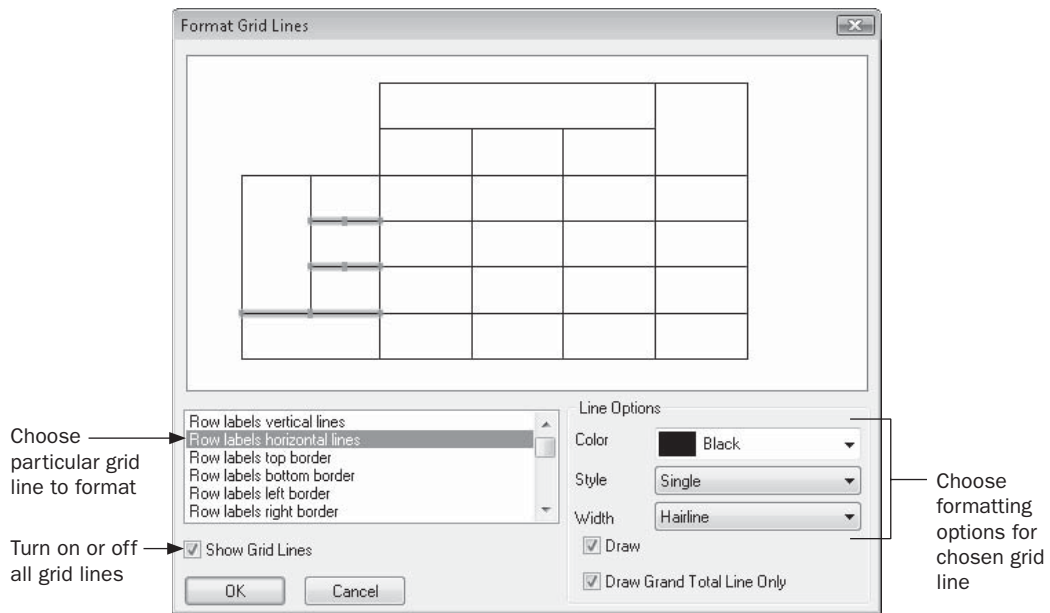 Format Grid Lines
Row labels vertical lines
Row labels horizontal lines
Row labels top border
Row labels bottom border
Row labels left border
Row labels right border
Show Grid Lines
OK
Cancel
Line Options
Color
Black
Style
Single
Width
Hairline
Draw
Draw Grand Total Line Only
Choose
particular grid
line to format
Turn on or off
all grid lines
Choose
formatting
options for
chosen grid
line